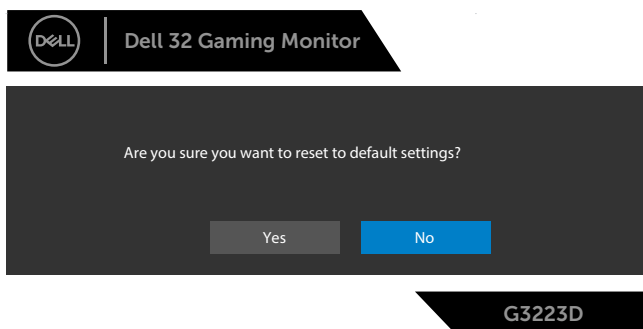 DELL
Dell 32 Gaming Monitor
Are you sure you want to reset to default settings?
Yes No
G3223D